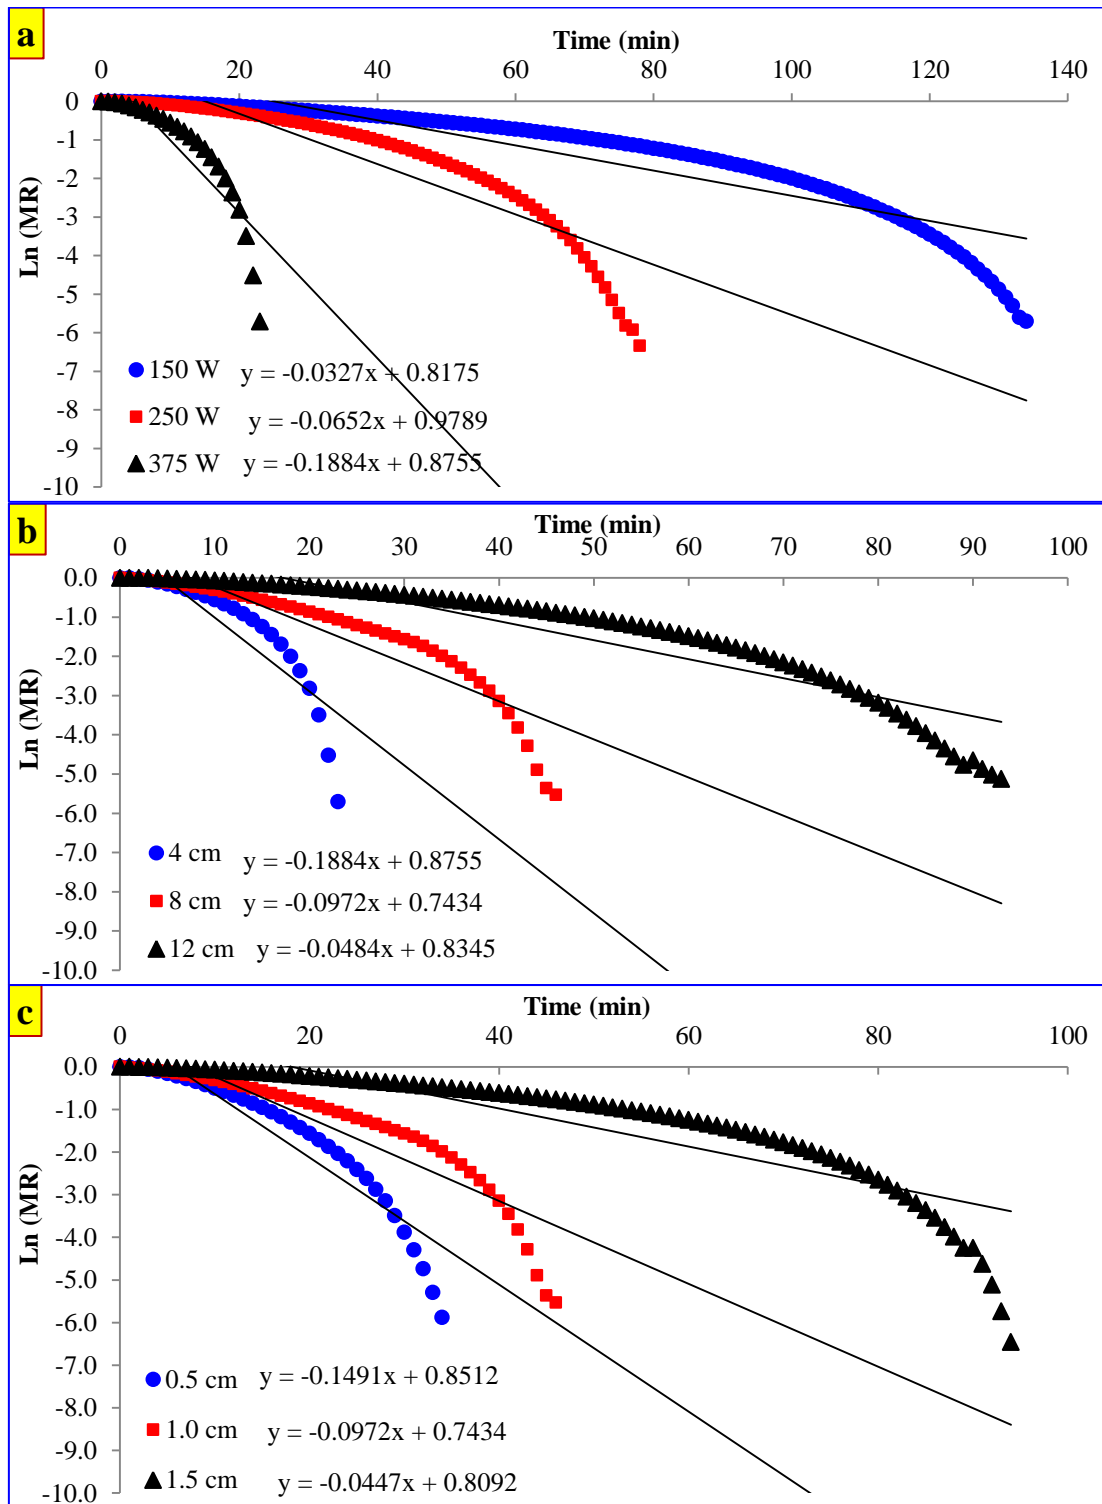 a
Time (min)
0 20 40 60 80 100 120 140
0
-1
-2
-3
-4
-5
-6
-7
-8
-9
-10
Ln (MR)
150 W y = -0.0327x + 0.8175
250 W y = -0.0652x + 0.9789
375 W y = -0.1884x + 0.8755
b
Time (min)
0 10 20 30 40 50 60 70 80 90 100
0.0
-1.0
-2.0
-3.0
-4.0
-5.0
-6.0
-7.0
-8.0
-9.0
-10.0
Ln (MR)
4 cm y = -0.1884x + 0.8755
8 cm y = -0.0972x + 0.7434
12 cm y = -0.0484x + 0.8345
c
Time (min)
0 20 40 60 80 100
0.0
-1.0
-2.0
-3.0
-4.0
-5.0
-6.0
-7.0
-8.0
-9.0
-10.0
Ln (MR)
0.5 cm y = -0.1491x + 0.8512
1.0 cm y = -0.0972x + 0.7434
1.5 cm y = -0.0447x + 0.8092